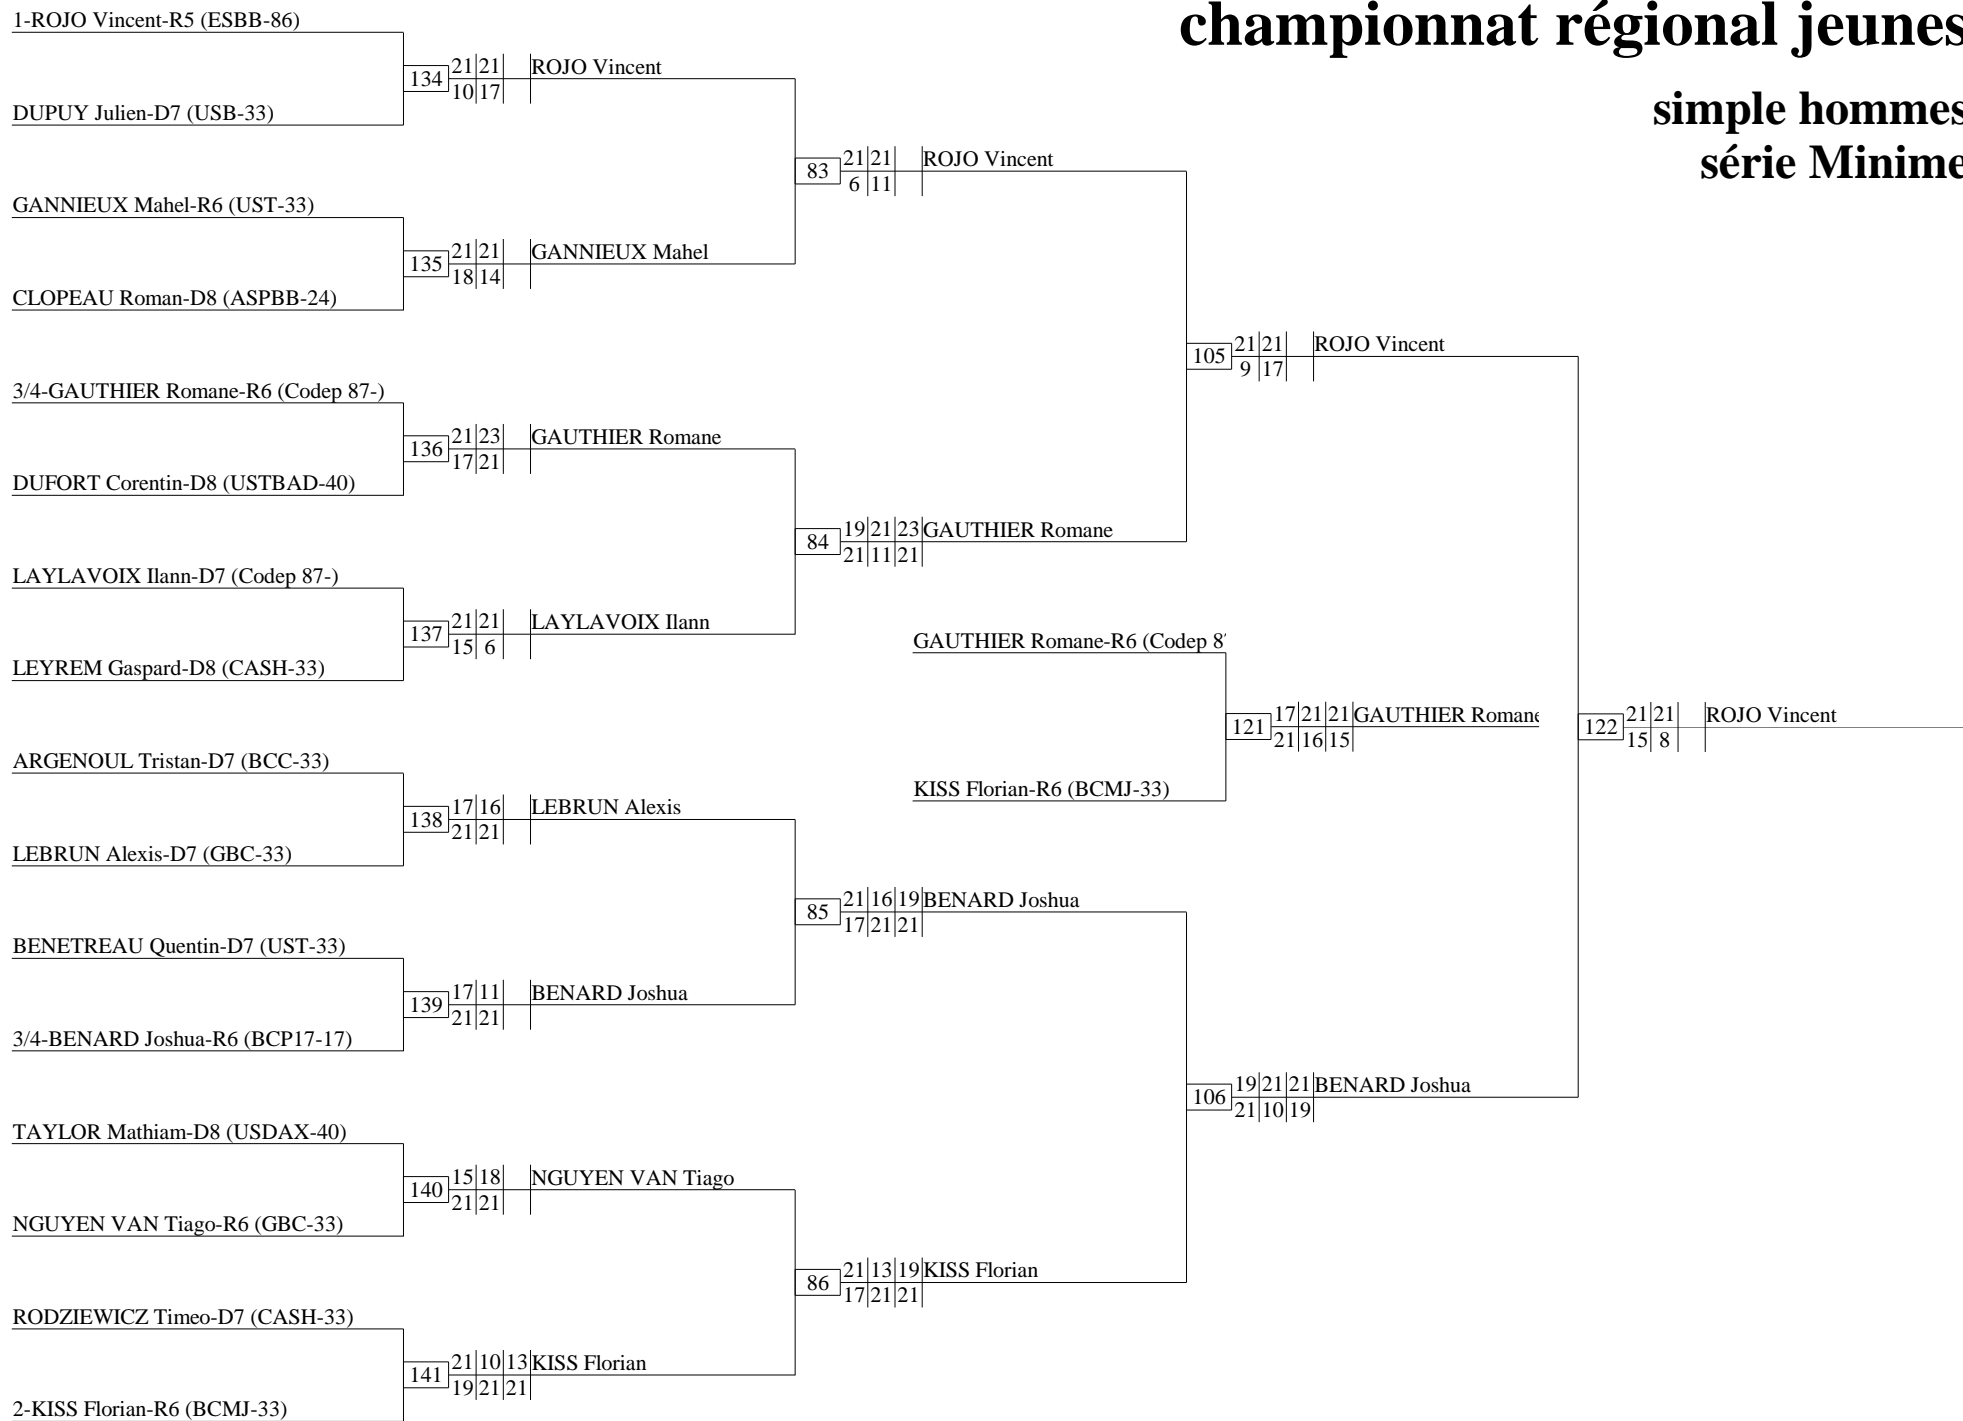 championnat régional jeunes
simple hommes
série Minime
1-ROJO Vincent-R5 (ESBB-86)
134 21 21 ROJO Vincent
10 17
DUPUY Julien-D7 (USB-33)
83 21 21 ROJO Vincent
6 11
GANNIEUX Mahel-R6 (UST-33)
135 21 21 GANNIEUX Mahel
18 14
CLOPEAU Roman-D8 (ASPBB-24)
105 21 21 ROJO Vincent
9 17
3/4-GAUTHIER Romane-R6 (Codep 87-)
136 21 23 GAUTHIER Romane
17 21
DUFORT Corentin-D8 (USTBAD-40)
84 19 21 23 GAUTHIER Romane
21 11 21
LAYLAVOIX Ilann-D7 (Codep 87-)
137 21 21 LAYLAVOIX Ilann
15 6
LEYREM Gaspard-D8 (CASH-33)
GAUTHIER Romane-R6 (Codep 8
121 17 21 21 GAUTHIER Romane
21 16 15
KISS Florian-R6 (BCMJ-33)
122 21 21 ROJO Vincent
15 8
ARGENOUL Tristan-D7 (BCC-33)
138 17 16 LEBRUN Alexis
21 21
LEBRUN Alexis-D7 (GBC-33)
85 21 16 19 BENARD Joshua
17 21 21
BENETREAU Quentin-D7 (UST-33)
139 17 11 BENARD Joshua
21 21
3/4-BENARD Joshua-R6 (BCP17-17)
106 19 21 21 BENARD Joshua
21 10 19
TAYLOR Mathiam-D8 (USDAX-40)
140 15 18 NGUYEN VAN Tiago
21 21
NGUYEN VAN Tiago-R6 (GBC-33)
86 21 13 19 KISS Florian
17 21 21
RODZIEWICZ Timeo-D7 (CASH-33)
141 21 10 13 KISS Florian
19 21 21
2-KISS Florian-R6 (BCMJ-33)